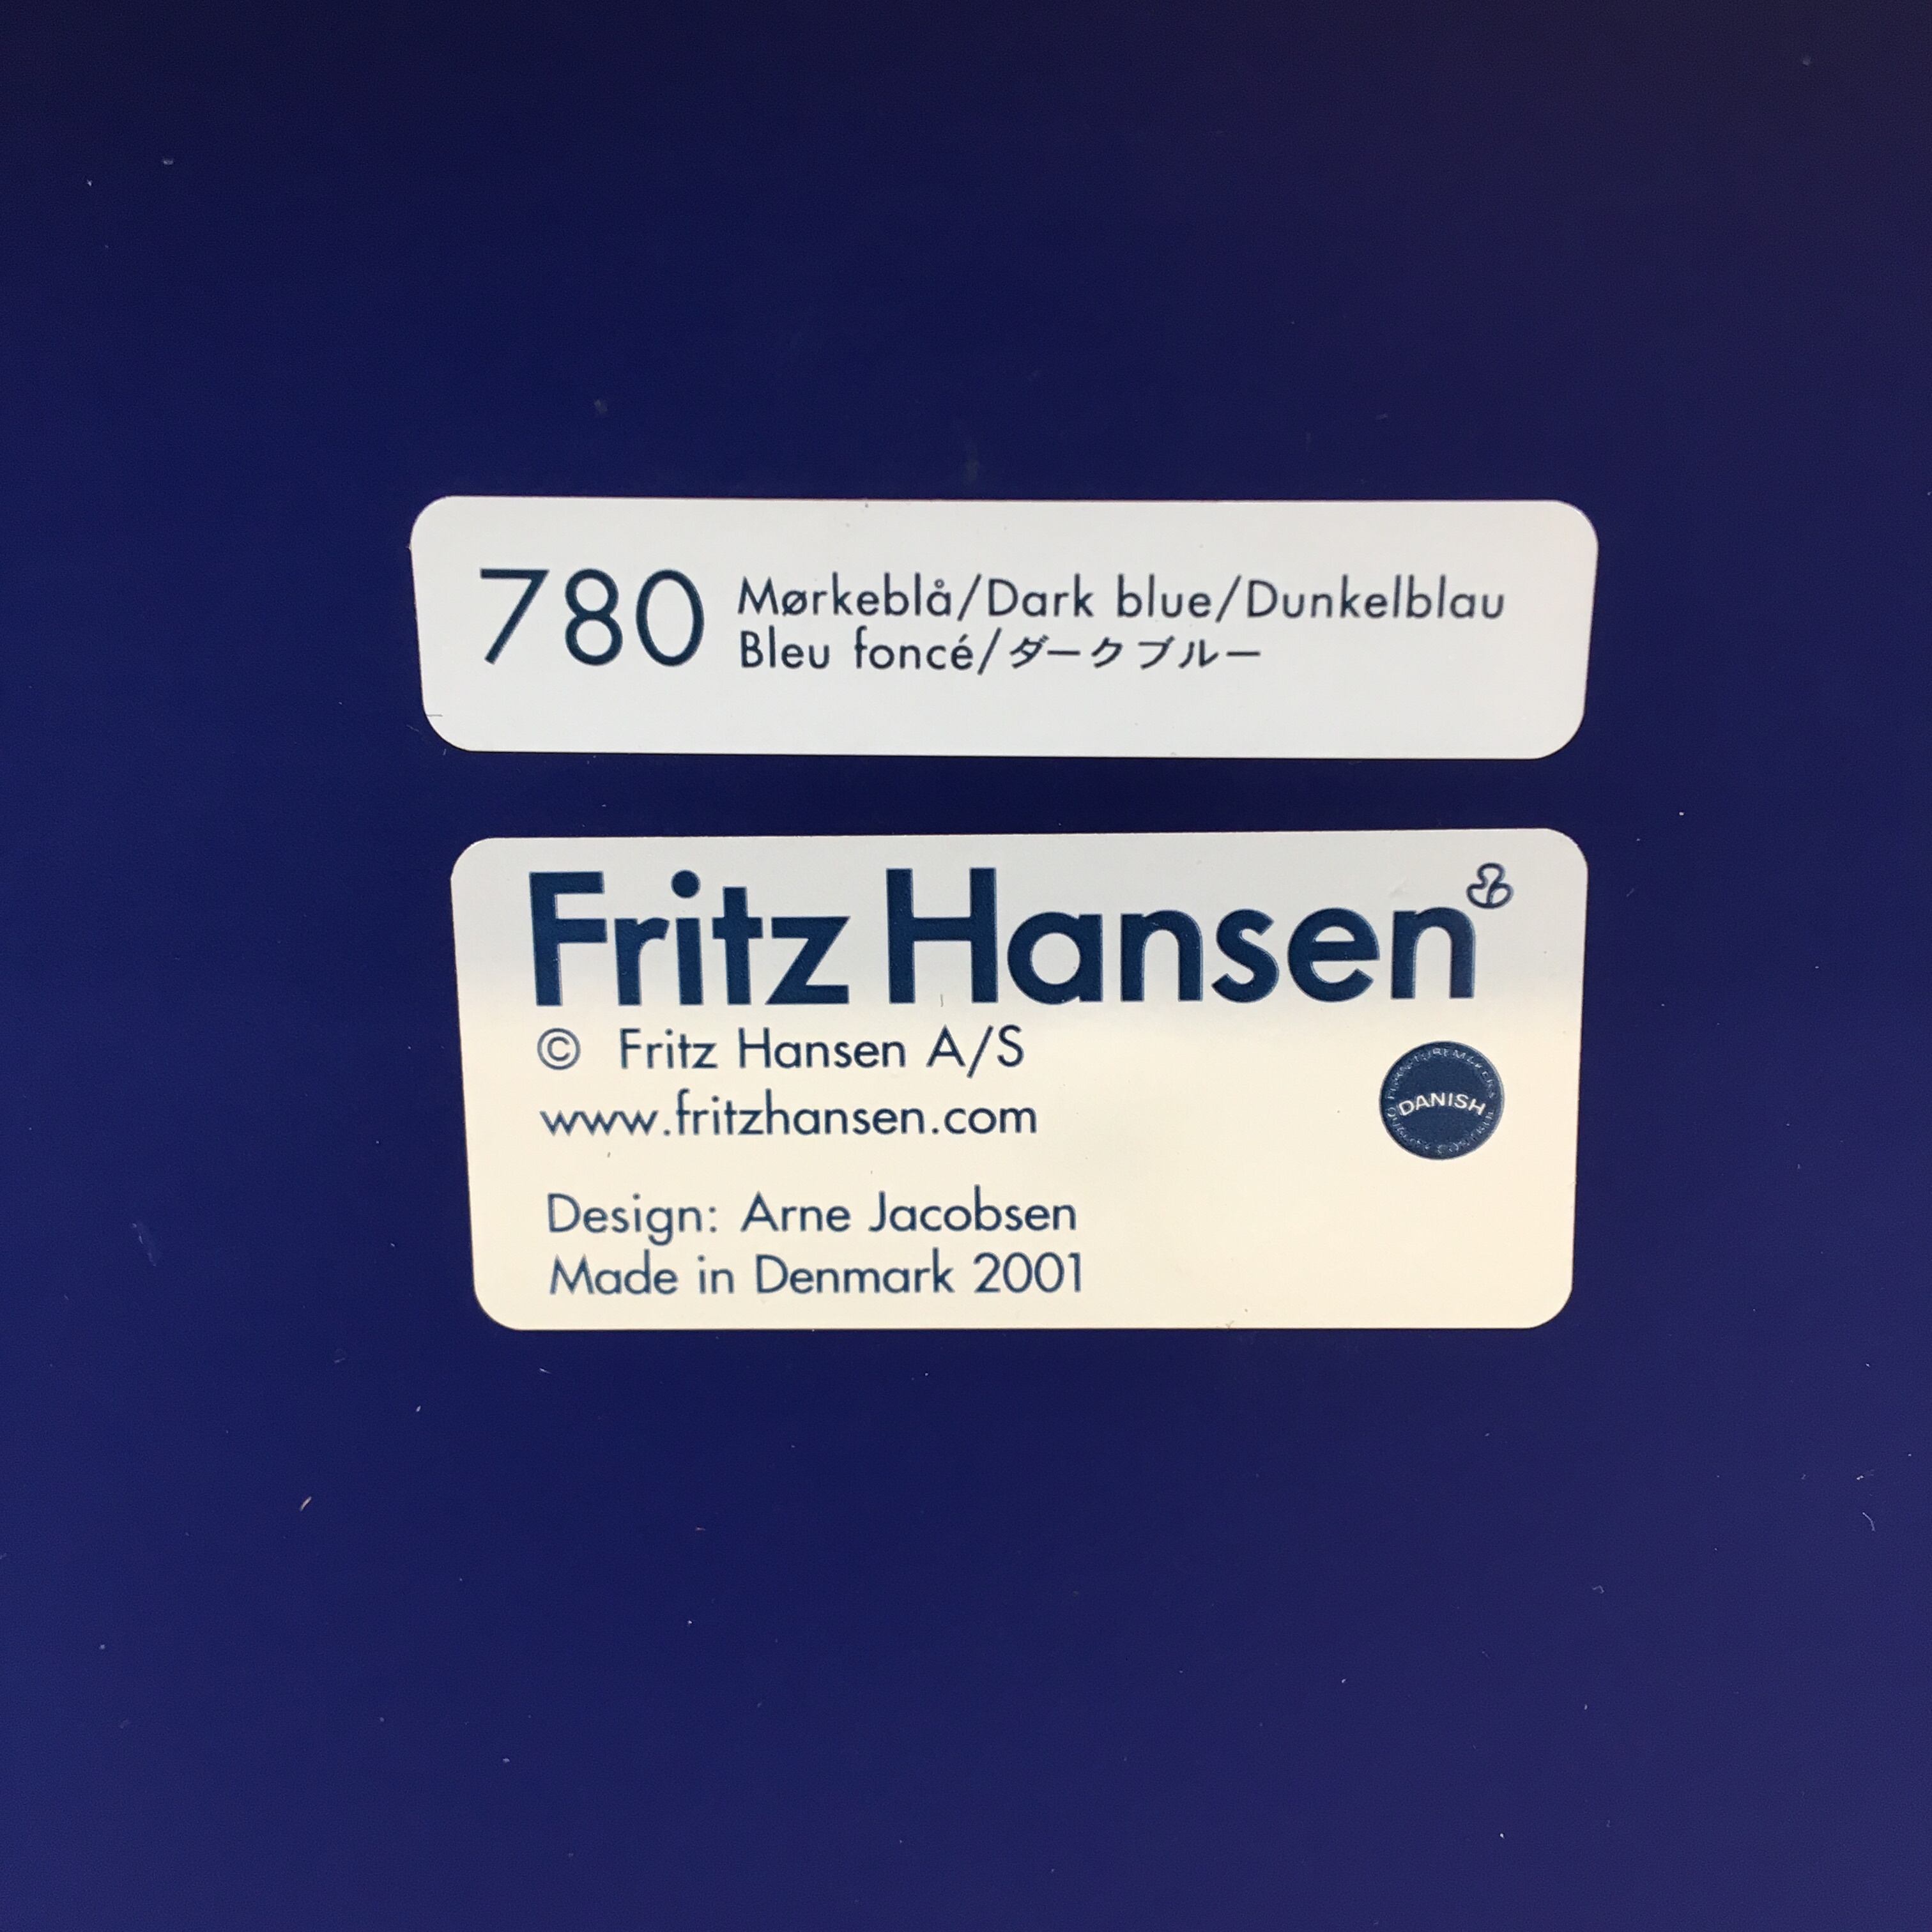 780 Mørkeblå/Dark blue/Dunkelblau
Bleu foncé/ダークブルー
Fritz Hansen
© Fritz Hansen A/S
www.fritzhansen.com
DANISH
Design: Arne Jacobsen
Made in Denmark 2001